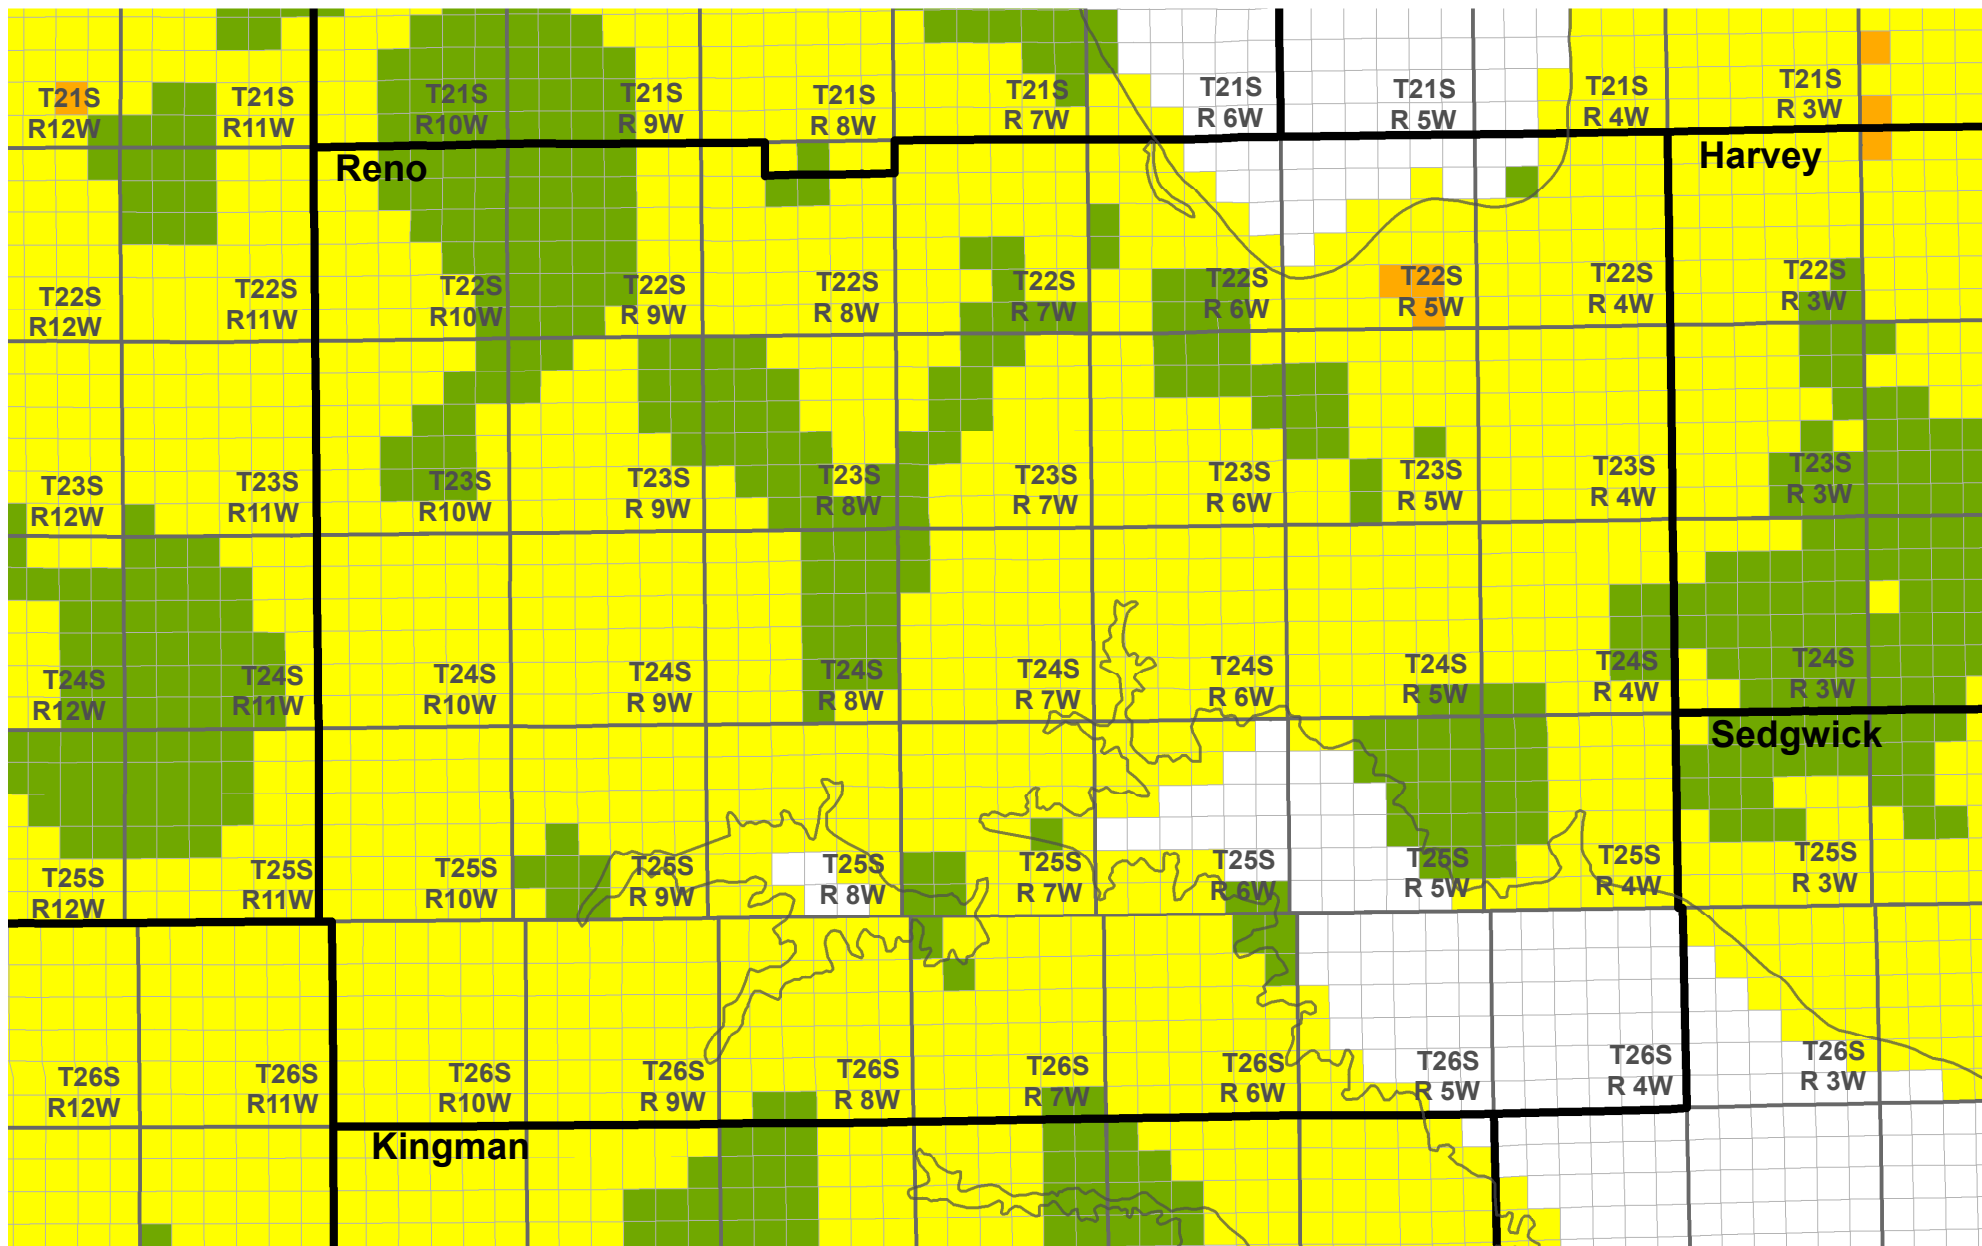 T21S
R12W
T21S
R11W
T21S
R10W
T21S
R 9W
T21S
R 8W
T21S
R 7W
T21S
R 6W
T21S
R 5W
T21S
R 4W
T21S
R 3W
Reno
Harvey
T22S
R12W
T22S
R11W
T22S
R10W
T22S
R 9W
T22S
R 8W
T22S
R 7W
T22S
R 6W
T22S
R 5W
T22S
R 4W
T22S
R 3W
T23S
R12W
T23S
R11W
T23S
R10W
T23S
R 9W
T23S
R 8W
T23S
R 7W
T23S
R 6W
T23S
R 5W
T23S
R 4W
T23S
R 3W
T24S
R12W
T24S
R11W
T24S
R10W
T24S
R 9W
T24S
R 8W
T24S
R 7W
T24S
R 6W
T24S
R 5W
T24S
R 4W
T24S
R 3W
Sedgwick
T25S
R12W
T25S
R11W
T25S
R10W
T25S
R 9W
T25S
R 8W
T25S
R 7W
T25S
R 6W
T25S
R 5W
T25S
R 4W
T25S
R 3W
T26S
R12W
T26S
R11W
T26S
R10W
T26S
R 9W
T26S
R 8W
T26S
R 7W
T26S
R 6W
T26S
R 5W
T26S
R 4W
T26S
R 3W
Kingman